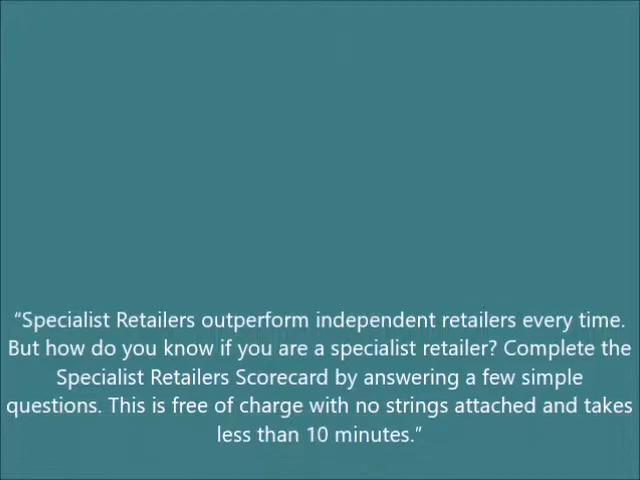 “Specialist Retailers outperform independent retailers every time.
But how do you know if you are a specialist retailer? Complete the
Specialist Retailers Scorecard by answering a few simple
questions. This is free of charge with no strings attached and takes
less than 10 minutes.”